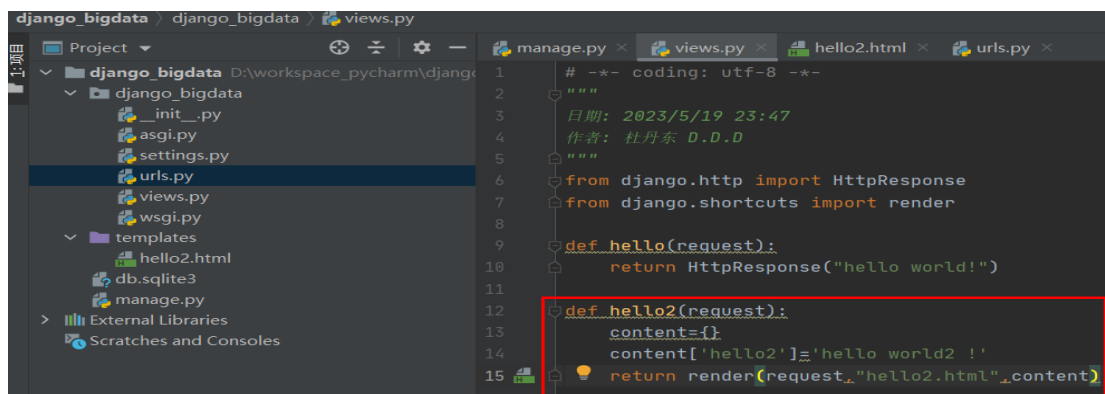 django_bigdata 〉 django_bigdata 〉 views.py
1:项目
Project
django_bigdata D:\workspace_pycharm\django
django_bigdata
__init__.py
asgi.py
settings.py
urls.py
views.py
wsgi.py
templates
hello2.html
db.sqlite3
manage.py
External Libraries
Scratches and Consoles
manage.py × views.py × hello2.html × urls.py ×
1 # -*- coding: utf-8 -*-
2 """
3 日期: 2023/5/19 23:47
4 作者: 杜丹东 D.D.D
5 """
6 from django.http import HttpResponse
7 from django.shortcuts import render
8
9 def hello(request):
10 return HttpResponse("hello world!")
11
12 def hello2(request):
13 content={}
14 content['hello2']='hello world2 !'
15 return render(request,"hello2.html",content)